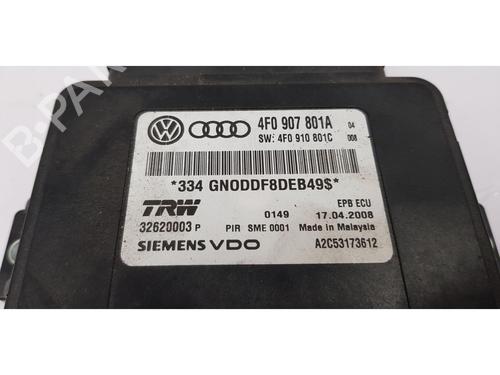 4F0 907 801A 04
SW: 4F0 910 801C 008
*334 GNODDF8DEB49$*
TRW EPB ECU
0149 17.04.2008
32620003 P PIR SME 0001 Made in Malaysia
SIEMENS VDO A2C53173612
B-PARTS